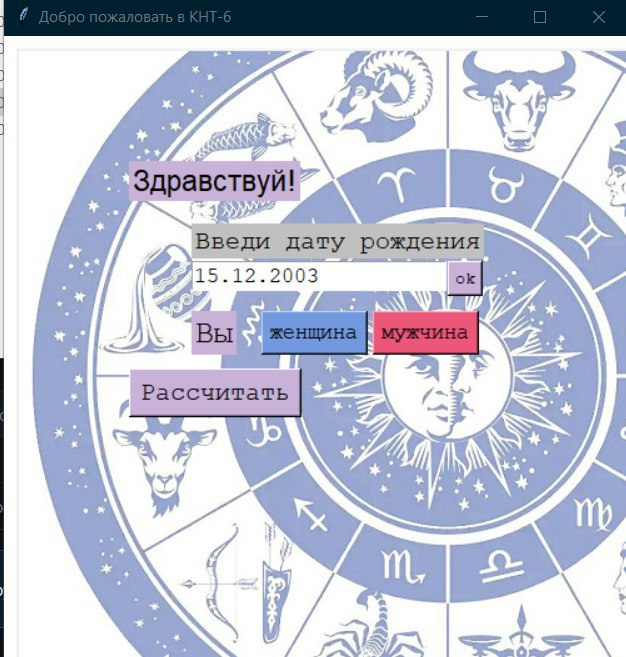 Добро пожаловать в КНТ-6
Здравствуй!
Введи дату рождения
15.12.2003 ok
Вы женщина мужчина
Рассчитать